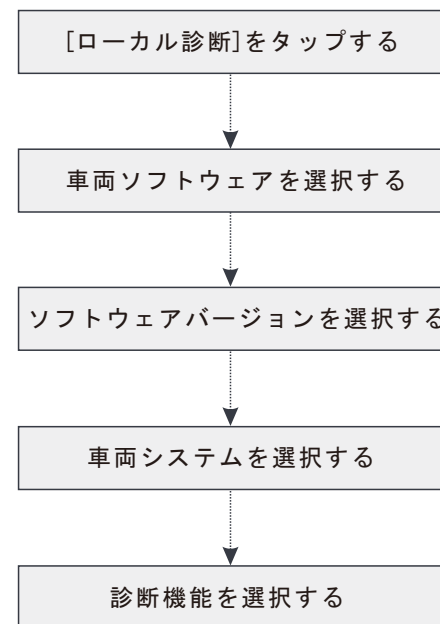 [ローカル診断]をタップする
車両ソフトウェアを選択する
ソフトウェアバージョンを選択する
車両システムを選択する
診断機能を選択する